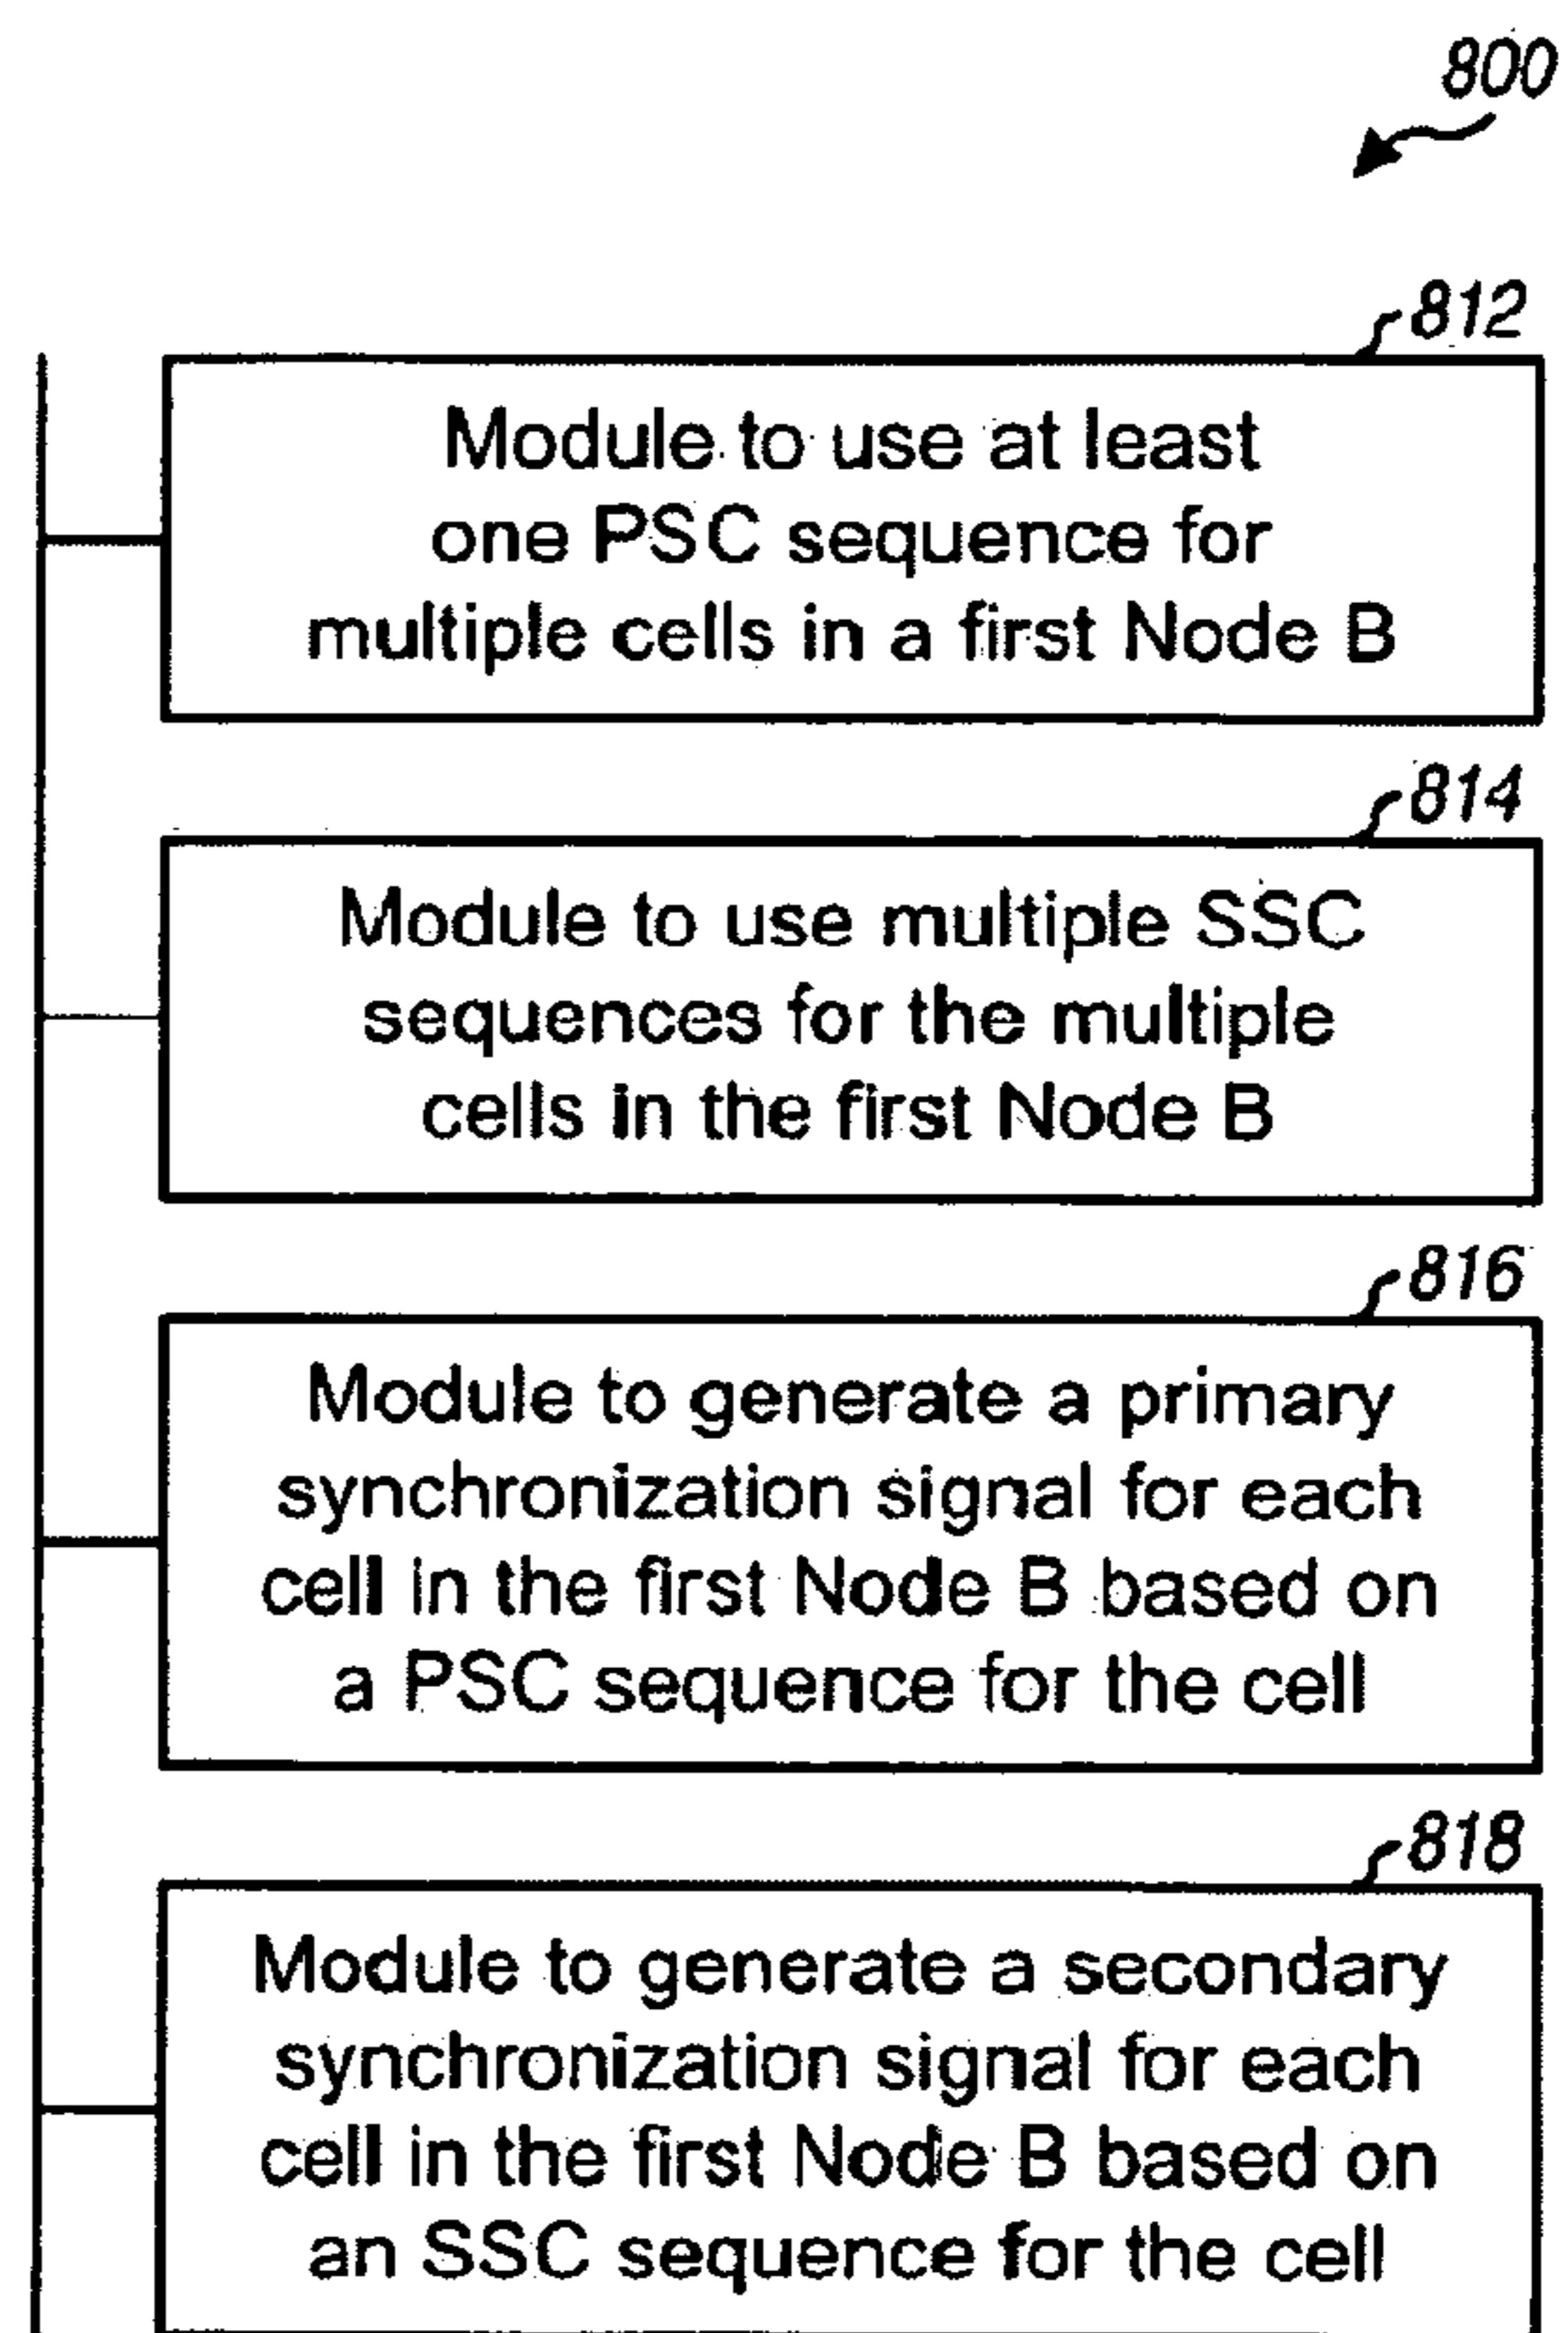 800
812
Module to use at least
one PSC sequence for
multiple cells in a first Node B
814
Module to use multiple SSC
sequences for the multiple
cells in the first Node B
816
Module to generate a primary
synchronization signal for each
cell in the first Node B based on
a PSC sequence for the cell
818
Module to generate a secondary
synchronization signal for each
cell in the first Node B based on
an SSC sequence for the cell